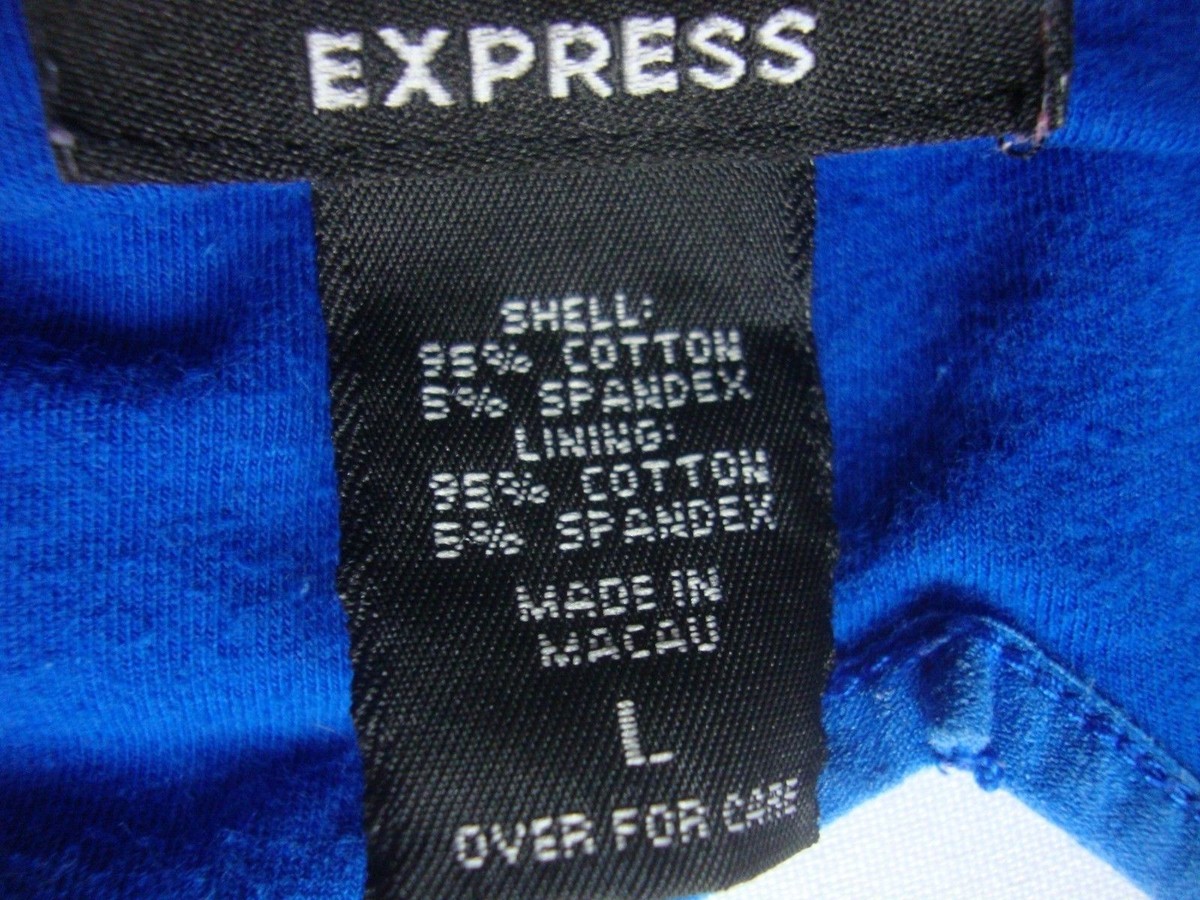 EXPRESS
SHELL:
95% COTTON
5% SPANDEX
LINING:
95% COTTON
5% SPANDEX
MADE IN
MACAU
L
OVER FOR CARE